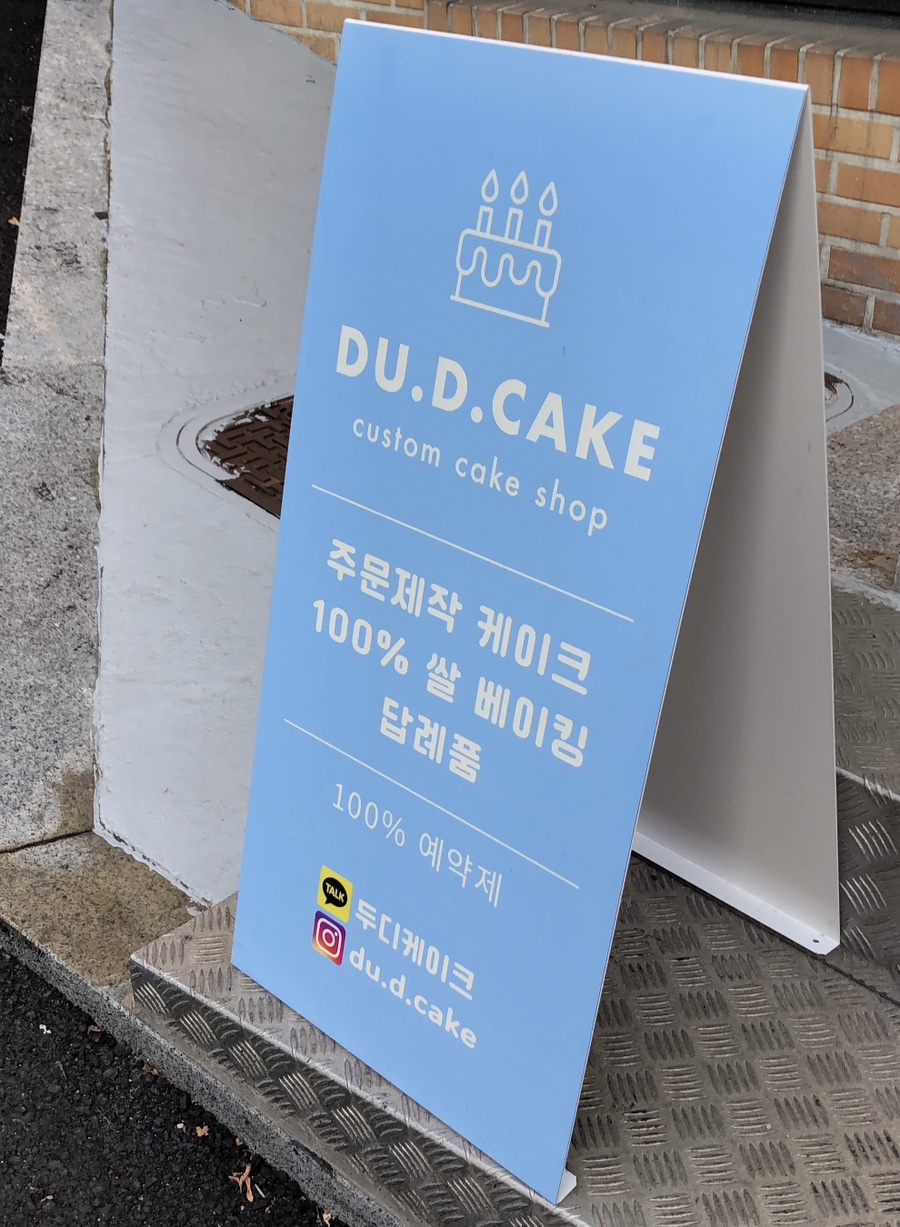 DU.D.CAKE
custom cake shop
주문제작 케이크
100% 쌀 베이킹
답례품
100% 예약제
TALK 두디케이크
du.d.cake